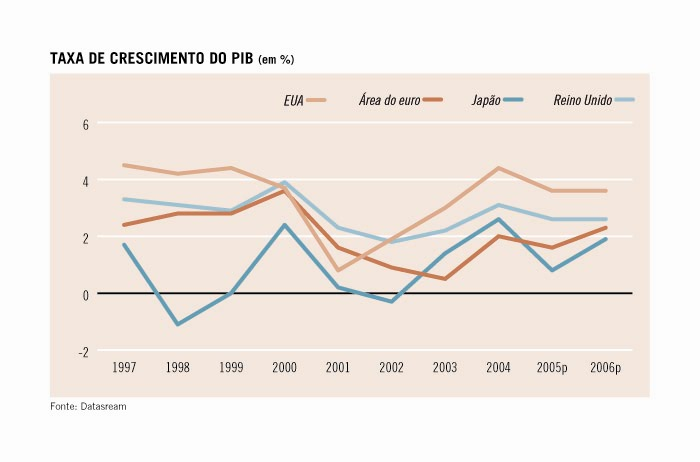 TAXA DE CRESCIMENTO DO PIB (em %)
EUA Área do euro Japão Reino Unido
6
4
2
0
-2
1997 1998 1999 2000 2001 2002 2003 2004 2005p 2006p
Fonte: Datasream